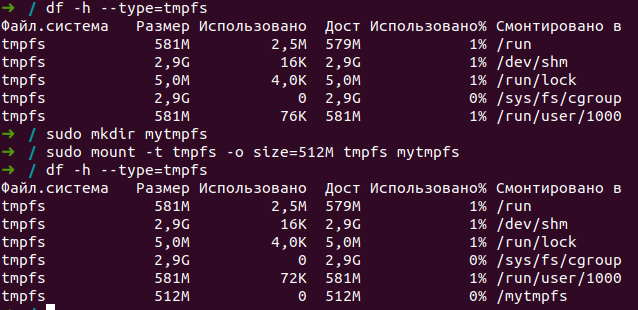 ➜ / df -h --type=tmpfs
Файл.система Размер Использовано Дост Использовано% Смонтировано в
tmpfs 581M 2,5M 579M 1% /run
tmpfs 2,9G 16K 2,9G 1% /dev/shm
tmpfs 5,0M 4,0K 5,0M 1% /run/lock
tmpfs 2,9G 0 2,9G 0% /sys/fs/cgroup
tmpfs 581M 76K 581M 1% /run/user/1000
➜ / sudo mkdir mytmpfs
➜ / sudo mount -t tmpfs -o size=512M tmpfs mytmpfs
➜ / df -h --type=tmpfs
Файл.система Размер Использовано Дост Использовано% Смонтировано в
tmpfs 581M 2,5M 579M 1% /run
tmpfs 2,9G 16K 2,9G 1% /dev/shm
tmpfs 5,0M 4,0K 5,0M 1% /run/lock
tmpfs 2,9G 0 2,9G 0% /sys/fs/cgroup
tmpfs 581M 72K 581M 1% /run/user/1000
tmpfs 512M 0 512M 0% /mytmpfs
➜ /